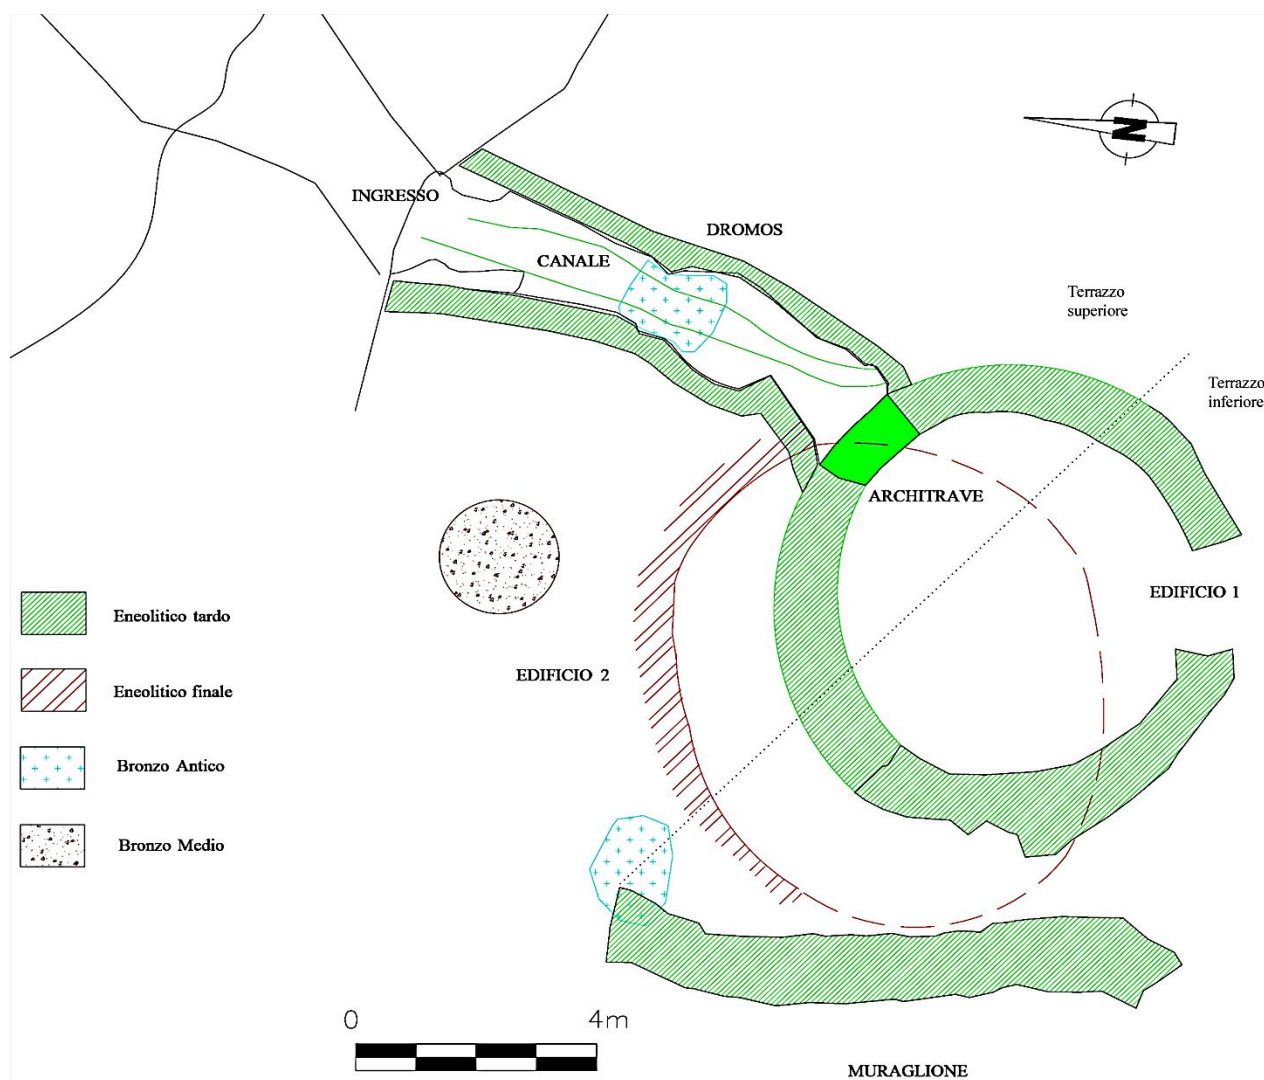 N
INGRESSO
DROMOS
CANALE
Terrazzo
superiore
Terrazzo
inferiore
ARCHITRAVE
EDIFICIO 1
EDIFICIO 2
Eneolitico tardo
Eneolitico finale
Bronzo Antico
Bronzo Medio
0 4m
MURAGLIONE